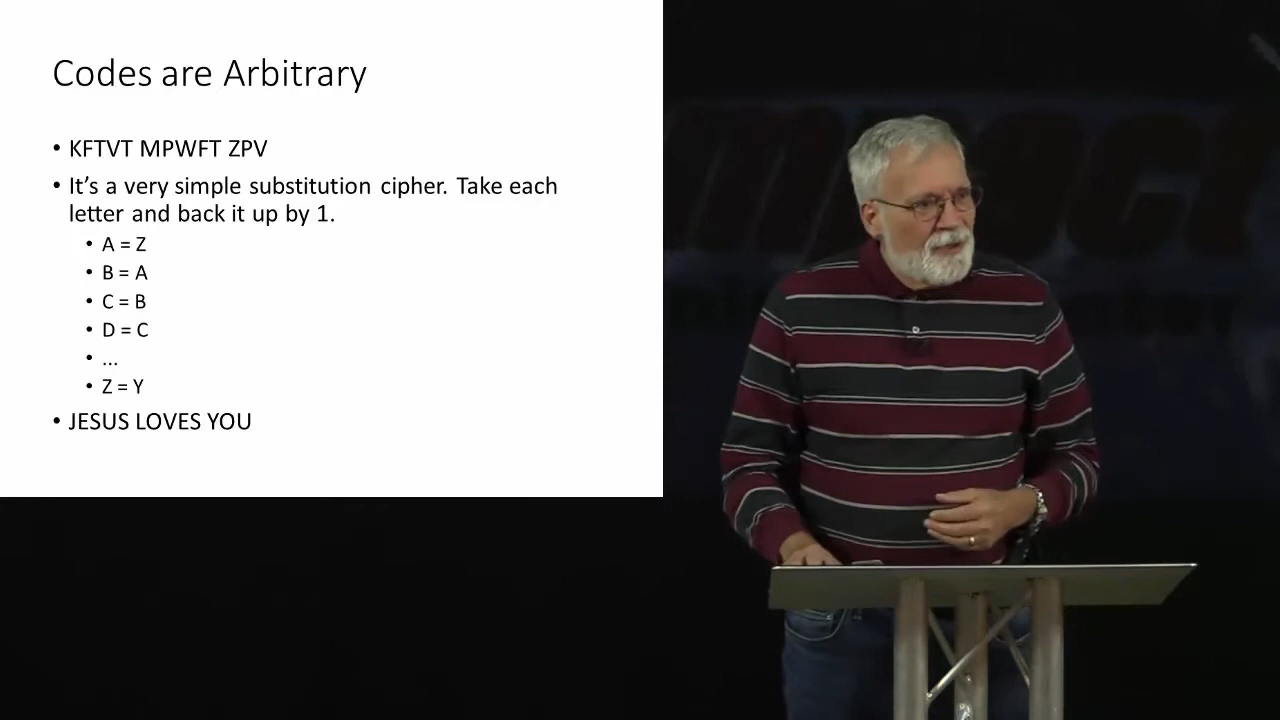 Codes are Arbitrary
• KFTVT MPWFT ZPV
• It’s a very simple substitution cipher. Take each
letter and back it up by 1.
• A = Z
• B = A
• C = B
• D = C
• ...
• Z = Y
• JESUS LOVES YOU